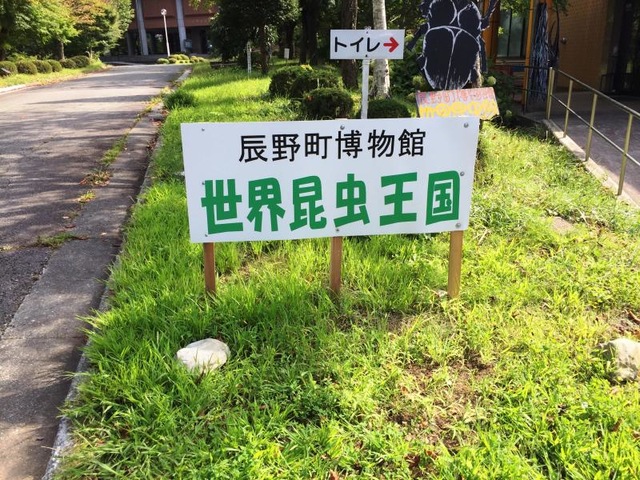 トイレ→
辰野町博物館
世界昆虫王国